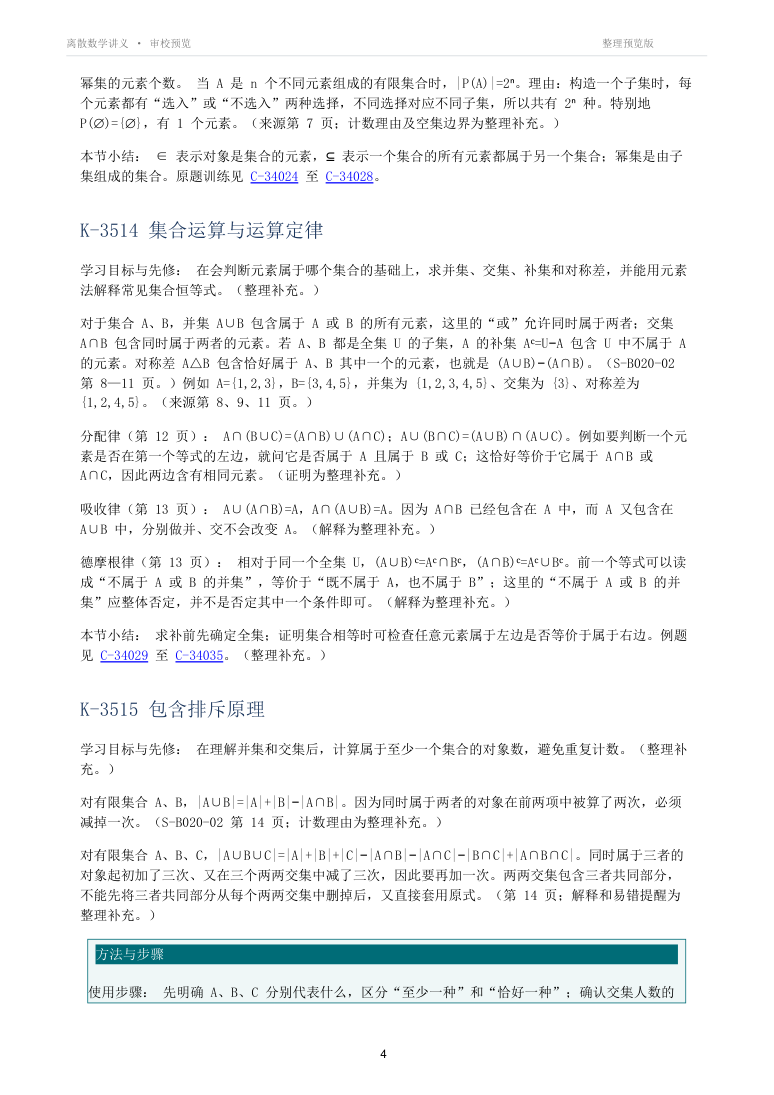 离散数学讲义 · 审校预览
整理预览版
幂集的元素个数。 当 A 是 n 个不同元素组成的有限集合时，|P(A)|=2ⁿ。理由：构造一个子集时，每
个元素都有“选入”或“不选入”两种选择，不同选择对应不同子集，所以共有 2ⁿ 种。特别地
P(∅)={∅}，有 1 个元素。（来源第 7 页；计数理由及空集边界为整理补充。）
本节小结： ∈ 表示对象是集合的元素，⊆ 表示一个集合的所有元素都属于另一个集合；幂集是由子
集组成的集合。原题训练见 C-34024 至 C-34028。
K-3514 集合运算与运算定律
学习目标与先修： 在会判断元素属于哪个集合的基础上，求并集、交集、补集和对称差，并能用元素
法解释常见集合恒等式。（整理补充。）
对于集合 A、B，并集 A∪B 包含属于 A 或 B 的所有元素，这里的“或”允许同时属于两者；交集
A∩B 包含同时属于两者的元素。若 A、B 都是全集 U 的子集，A 的补集 Aᶜ=U−A 包含 U 中不属于 A
的元素。对称差 A△B 包含恰好属于 A、B 其中一个的元素，也就是 (A∪B)−(A∩B)。（S-B020-02
第 8—11 页。）例如 A={1,2,3}，B={3,4,5}，并集为 {1,2,3,4,5}、交集为 {3}、对称差为
{1,2,4,5}。（来源第 8、9、11 页。）
分配律（第 12 页）： A∩(B∪C)=(A∩B)∪(A∩C)；A∪(B∩C)=(A∪B)∩(A∪C)。例如要判断一个元
素是否在第一个等式的左边，就问它是否属于 A 且属于 B 或 C；这恰好等价于它属于 A∩B 或
A∩C，因此两边含有相同元素。（证明为整理补充。）
吸收律（第 13 页）： A∪(A∩B)=A，A∩(A∪B)=A。因为 A∩B 已经包含在 A 中，而 A 又包含在
A∪B 中，分别做并、交不会改变 A。（解释为整理补充。）
德摩根律（第 13 页）： 相对于同一个全集 U，(A∪B)ᶜ=Aᶜ∩Bᶜ，(A∩B)ᶜ=Aᶜ∪Bᶜ。前一个等式可以读
成“不属于 A 或 B 的并集”，等价于“既不属于 A，也不属于 B”；这里的“不属于 A 或 B 的并
集”应整体否定，并不是否定其中一个条件即可。（解释为整理补充。）
本节小结： 求补前先确定全集；证明集合相等时可检查任意元素属于左边是否等价于属于右边。例题
见 C-34029 至 C-34035。（整理补充。）
K-3515 包含排斥原理
学习目标与先修： 在理解并集和交集后，计算属于至少一个集合的对象数，避免重复计数。（整理补
充。）
对有限集合 A、B，|A∪B|=|A|+|B|−|A∩B|。因为同时属于两者的对象在前两项中被算了两次，必须
减掉一次。（S-B020-02 第 14 页；计数理由为整理补充。）
对有限集合 A、B、C，|A∪B∪C|=|A|+|B|+|C|−|A∩B|−|A∩C|−|B∩C|+|A∩B∩C|。同时属于三者的
对象起初加了三次、又在三个两两交集中减了三次，因此要再加一次。两两交集包含三者共同部分，
不能先将三者共同部分从每个两两交集中删掉后，又直接套用原式。（第 14 页；解释和易错提醒为
整理补充。）
方法与步骤
使用步骤： 先明确 A、B、C 分别代表什么，区分“至少一种”和“恰好一种”；确认交集人数的
4